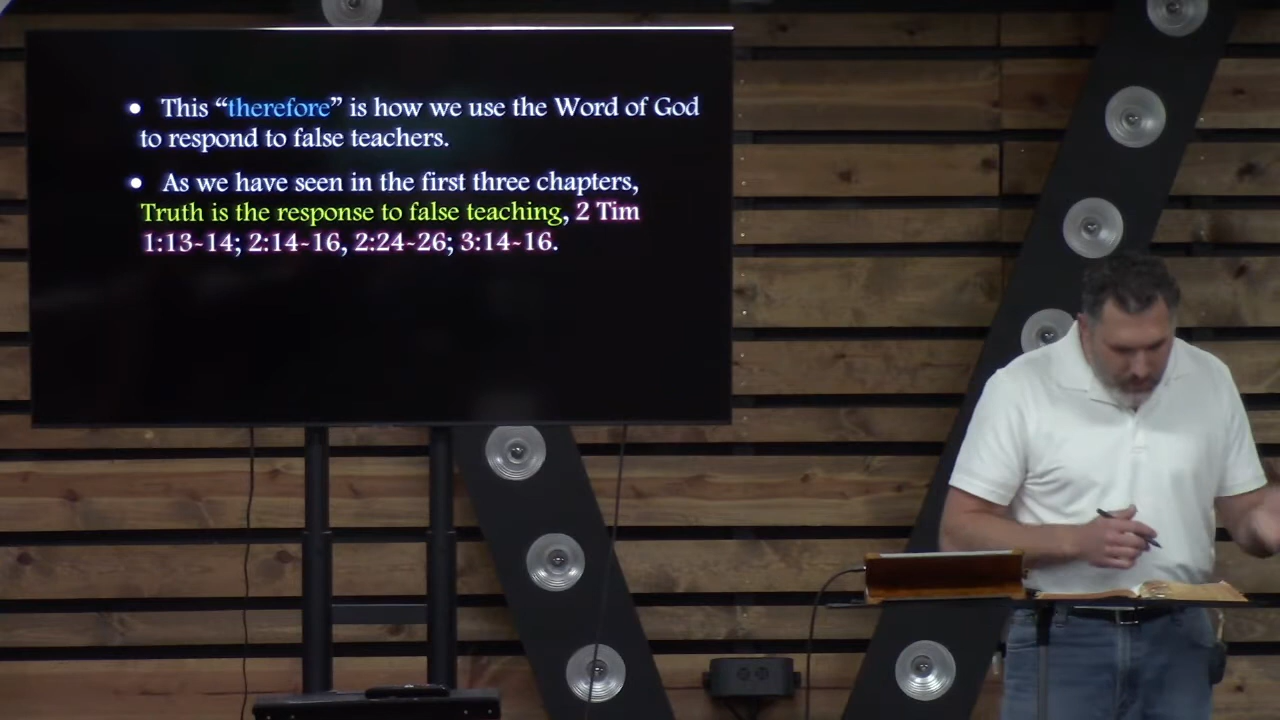 • This “therefore” is how we use the Word of God
to respond to false teachers.
• As we have seen in the first three chapters,
Truth is the response to false teaching, 2 Tim
1:13~14; 2:14~16, 2:24~26; 3:14~16.